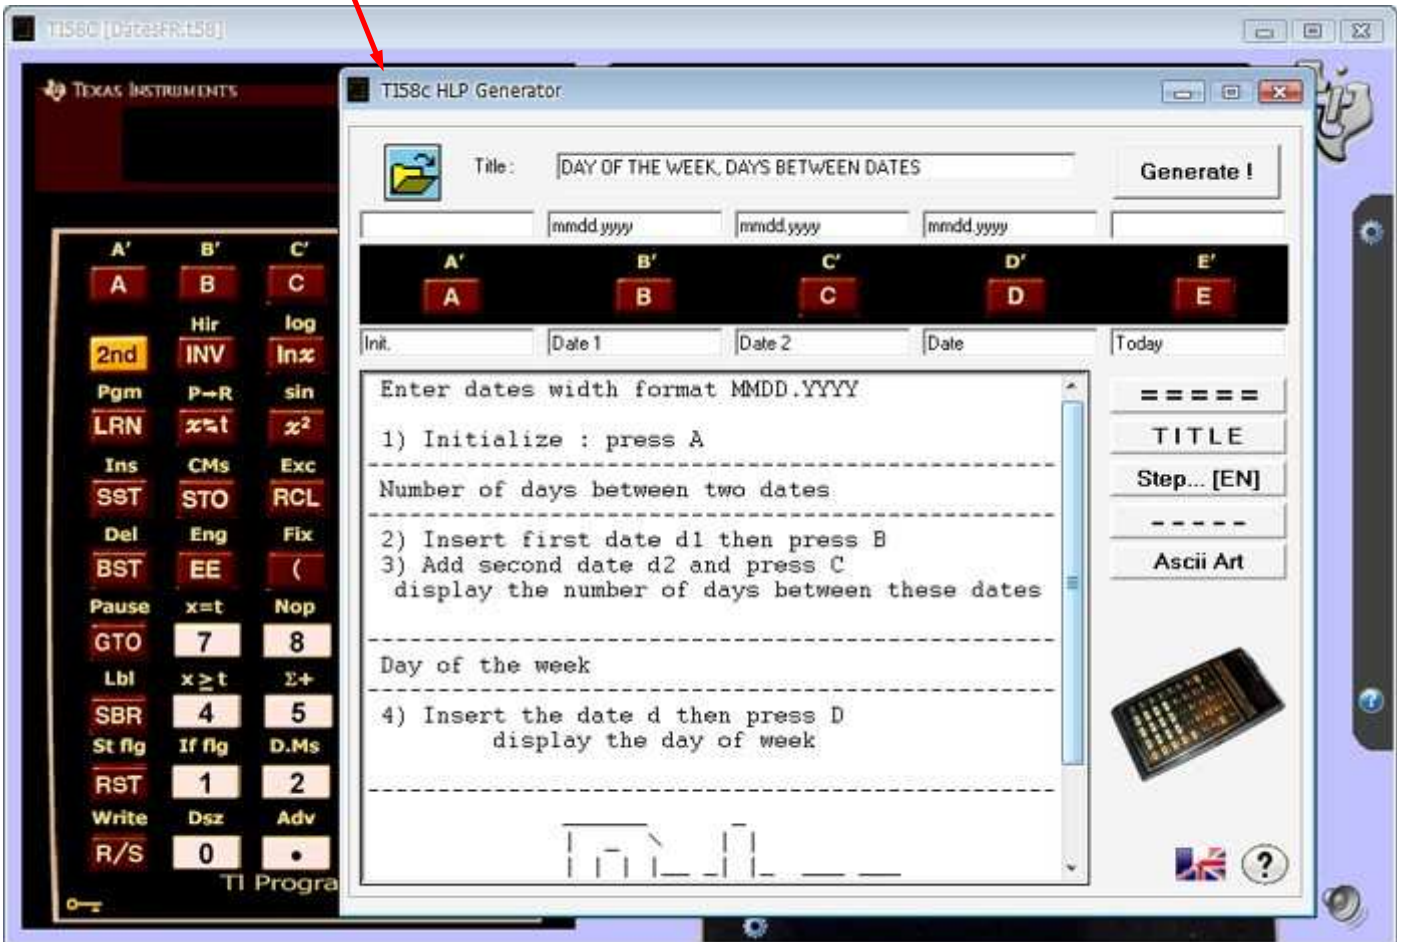 TI58C [DatesFR.t58]
TEXAS INSTRUMENTS
TI58c HLP Generator
Title :
DAY OF THE WEEK, DAYS BETWEEN DATES
Generate !
mmdd.yyyy mmdd.yyyy mmdd.yyyy
A' B' C' D' E'
A B C D E
Init. Date 1 Date 2 Date Today
Enter dates width format MMDD.YYYY
1) Initialize : press A
Number of days between two dates
2) Insert first date d1 then press B
3) Add second date d2 and press C
display the number of days between these dates
Day of the week
4) Insert the date d then press D
display the day of week
=====
TITLE
Step... [EN]
-----
Ascii Art
?
A' B' C'
A B C
Hir log
2nd INV lnx
Pgm P→R sin
LRN x⇄t x²
Ins CMs Exc
SST STO RCL
Del Eng Fix
BST EE (
Pause x=t Nop
GTO 7 8
Lbl x≥t Σ+
SBR 4 5
St flg If flg D.Ms
RST 1 2
Write Dsz Adv
R/S 0 •
TI Progra